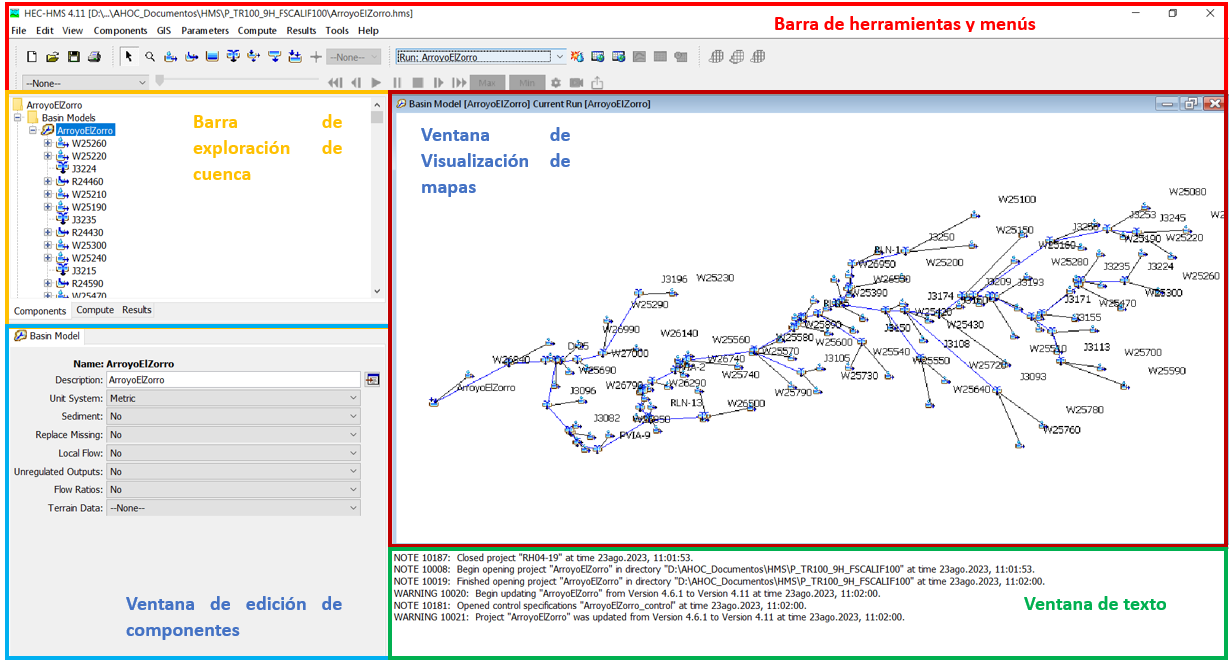 HEC-HMS 4.11 [D:\...\AHOC_Documentos\HMS\P_TR100_9H_FSCALIF100\ArroyoElZorro.hms]
File Edit View Components GIS Parameters Compute Results Tools Help
Barra de herramientas y menús
--None--
Run: ArroyoElZorro
--None--
Max
Min
ArroyoElZorro
Basin Models
ArroyoElZorro
W25260
W25220
J3224
R24460
W25210
W25190
J3235
R24430
W25300
W25240
J3215
R24590
W25470
Barra de
exploración de
cuenca
Components Compute Results
Basin Model
Name: ArroyoElZorro
Description: ArroyoElZorro
Unit System: Metric
Sediment: No
Replace Missing: No
Local Flow: No
Unregulated Outputs: No
Flow Ratios: No
Terrain Data: --None--
Ventana de edición de
componentes
Basin Model [ArroyoElZorro] Current Run [ArroyoElZorro]
Ventana de
Visualización de
mapas
W25080
W25100
J3253
J3245
W25150
J3250
W25160
W25190
W25220
W26950
W25200
W25280
J3235
J3224
J3196
W25230
W25260
W25390
J3174
J3209
J3193
W25300
W25290
J3171
W25470
W25420
J3155
W26990
W26140
W25890
W25430
J3150
W25560
W25580
W25600
J3108
W25510
J3113
W27000
W25570
W25540
W25700
W26840
W26740
J3105
W25550
W25720
W25690
W25740
W25730
J3093
W25590
ArroyoElZorro
W26700
W26290
W25790
W25640
J3096
RLN-13
W26500
W25780
J3082
W25760
PVIA-9
NOTE 10187: Closed project "RH04-19" at time 23ago.2023, 11:01:53.
NOTE 10008: Begin opening project "ArroyoElZorro" in directory "D:\AHOC_Documentos\HMS\P_TR100_9H_FSCALIF100" at time 23ago.2023, 11:01:53.
NOTE 10019: Finished opening project "ArroyoElZorro" in directory "D:\AHOC_Documentos\HMS\P_TR100_9H_FSCALIF100" at time 23ago.2023, 11:02:00.
WARNING 10020: Begin updating "ArroyoElZorro" from Version 4.6.1 to Version 4.11 at time 23ago.2023, 11:02:00.
NOTE 10181: Opened control specifications "ArroyoElZorro_control" at time 23ago.2023, 11:02:00.
WARNING 10021: Project "ArroyoElZorro" was updated from Version 4.6.1 to Version 4.11 at time 23ago.2023, 11:02:00.
Ventana de texto